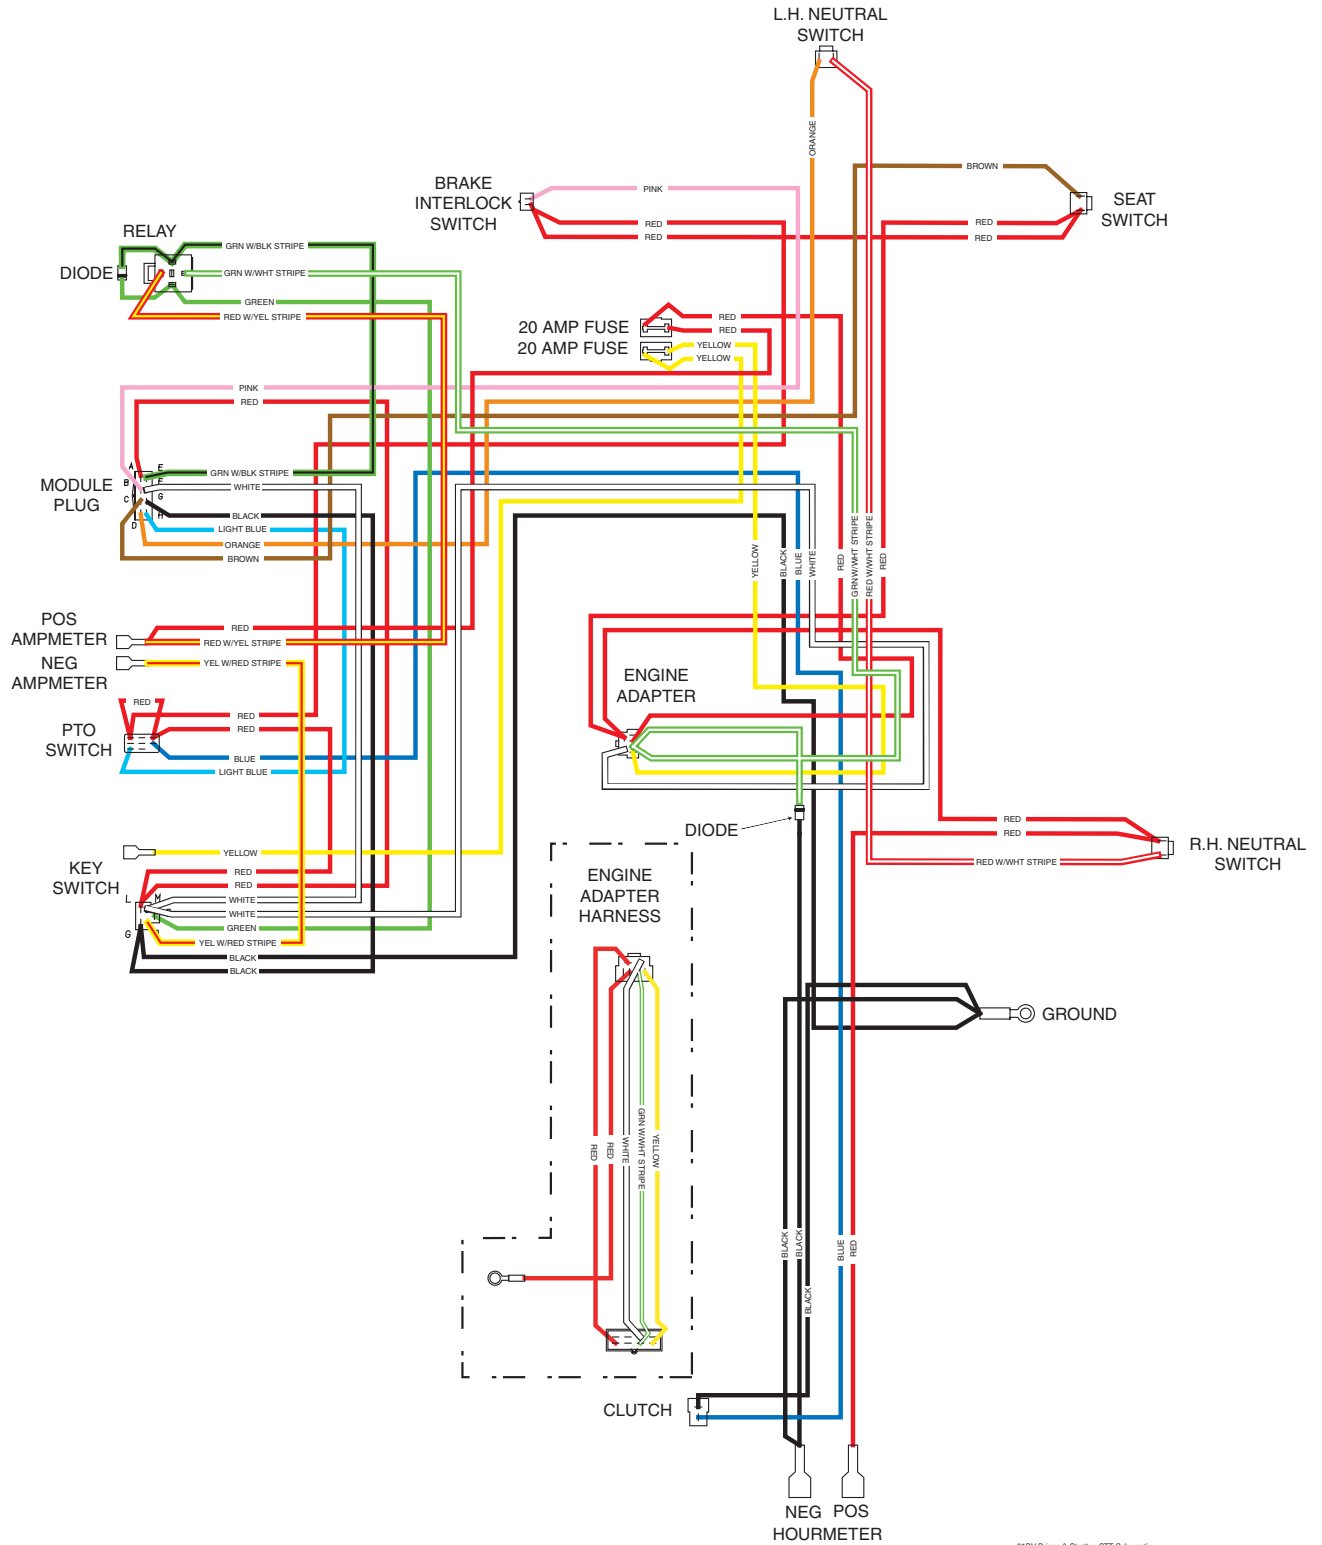 L.H. NEUTRAL
SWITCH
ORANGE
BROWN
BRAKE
INTERLOCK
SWITCH
PINK
RED
RED
RED
RED
SEAT
SWITCH
RELAY
DIODE
GRN W/BLK STRIPE
GRN W/WHT STRIPE
GREEN
RED W/YEL STRIPE
20 AMP FUSE
20 AMP FUSE
RED
RED
YELLOW
YELLOW
PINK
RED
MODULE
PLUG
A
B
C
D
E
F
G
H
GRN W/BLK STRIPE
WHITE
BLACK
LIGHT BLUE
ORANGE
BROWN
YELLOW
BLACK
BLUE
WHITE
RED
GRN W/WHT STRIPE
RED W/WHT STRIPE
RED
POS
AMPMETER
NEG
AMPMETER
RED
RED W/YEL STRIPE
YEL W/RED STRIPE
PTO
SWITCH
RED
RED
RED
BLUE
LIGHT BLUE
ENGINE
ADAPTER
DIODE
RED
RED
RED W/WHT STRIPE
R.H. NEUTRAL
SWITCH
KEY
SWITCH
YELLOW
RED
RED
L
M
G
WHITE
WHITE
GREEN
YEL W/RED STRIPE
BLACK
BLACK
ENGINE
ADAPTER
HARNESS
RED
RED
WHITE
GRN W/WHT STRIPE
YELLOW
GROUND
BLACK
BLACK
BLACK
BLUE
RED
CLUTCH
NEG POS
HOURMETER